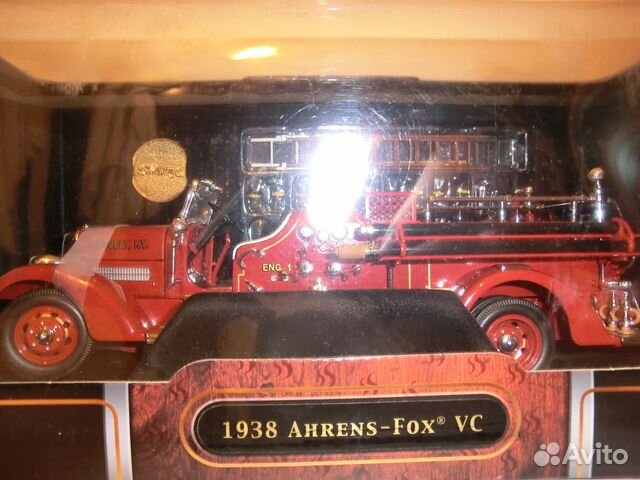 ENG. 1
1938 AHRENS-FOX® VC
Avito